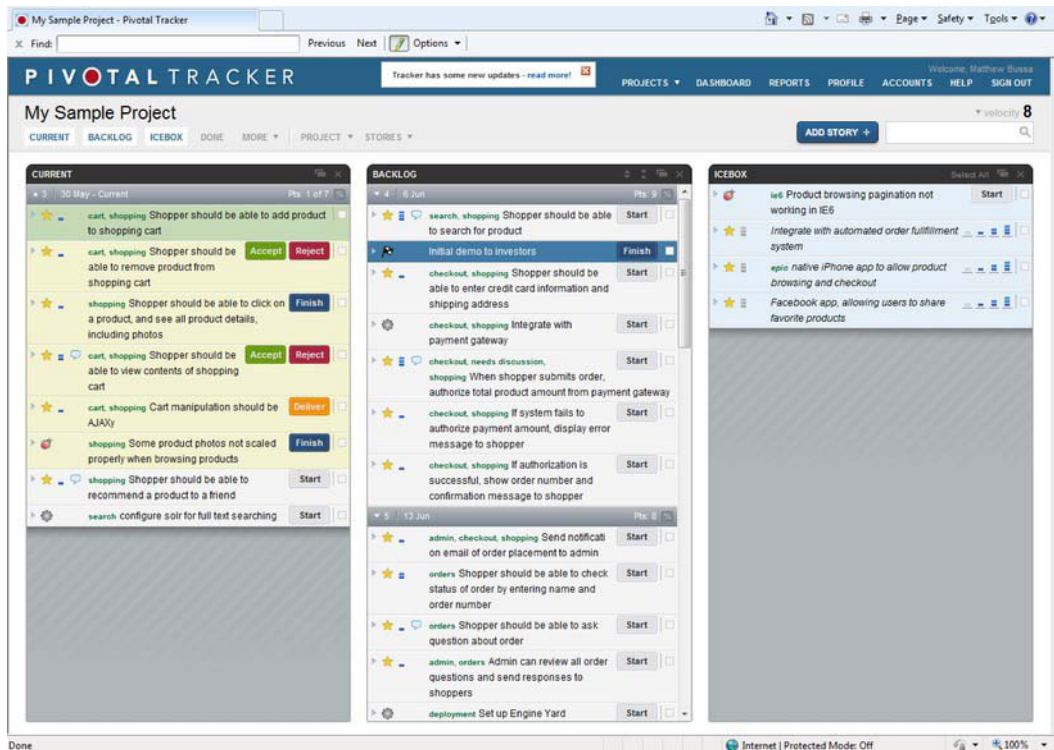 My Sample Project - Pivotal Tracker
Page Safety Tools
X Find: Previous Next Options
PIVOTALTRACKER
Tracker has some new updates - read more!
Welcome, Matthew Bussa
PROJECTS DASHBOARD REPORTS PROFILE ACCOUNTS HELP SIGN OUT
My Sample Project
velocity 8
CURRENT BACKLOG ICEBOX DONE MORE PROJECT STORIES
ADD STORY +
CURRENT
3 30 May - Current Pts: 1 of 7
cart, shopping Shopper should be able to add product
to shopping cart
cart, shopping Shopper should be Accept Reject
able to remove product from
shopping cart
shopping Shopper should be able to click on Finish
a product, and see all product details,
including photos
cart, shopping Shopper should be Accept Reject
able to view contents of shopping
cart
cart, shopping Cart manipulation should be Deliver
AJAXy
shopping Some product photos not scaled Finish
properly when browsing products
shopping Shopper should be able to Start
recommend a product to a friend
search configure solr for full text searching Start
BACKLOG
4 6 Jun Pts: 9
search, shopping Shopper should be able Start
to search for product
Initial demo to investors Finish
checkout, shopping Shopper should be Start
able to enter credit card information and
shipping address
checkout, shopping Integrate with Start
payment gateway
checkout, needs discussion, Start
shopping When shopper submits order,
authorize total product amount from payment gateway
checkout, shopping If system fails to Start
authorize payment amount, display error
message to shopper
checkout, shopping If authorization is Start
successful, show order number and
confirmation message to shopper
5 13 Jun Pts: 8
admin, checkout, shopping Send notificati Start
on email of order placement to admin
orders Shopper should be able to check Start
status of order by entering name and
order number
orders Shopper should be able to ask Start
question about order
admin, orders Admin can review all order Start
questions and send responses to
shoppers
deployment Set up Engine Yard Start
ICEBOX Select All
ie6 Product browsing pagination not Start
working in IE6
Integrate with automated order fullfillment
system
epic native iPhone app to allow product
browsing and checkout
Facebook app, allowing users to share
favorite products
Done Internet | Protected Mode: Off 100%